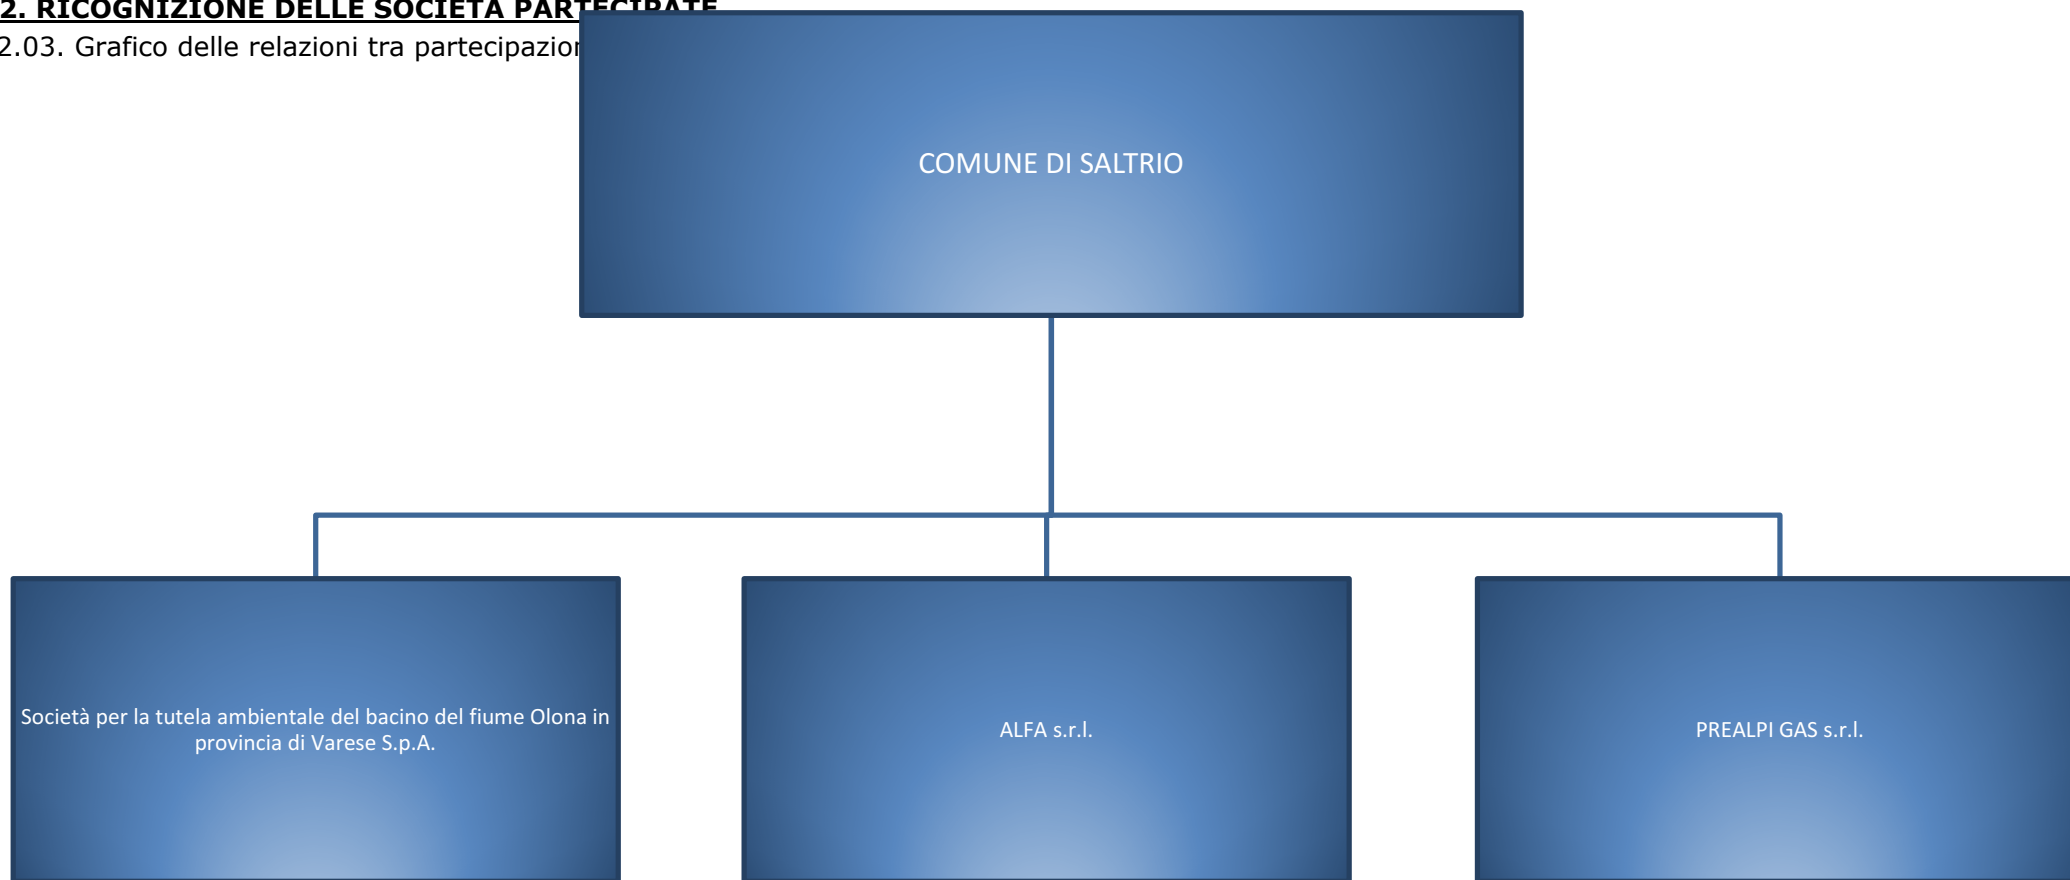 2. RICOGNIZIONE DELLE SOCIETÀ PARTECIPATE
2.03. Grafico delle relazioni tra
COMUNE DI SALTRIO
Società per la tutela ambientale del bacino del fiume Olona in
provincia di Varese S.p.A.
ALFA s.r.l.
PREALPI GAS s.r.l.